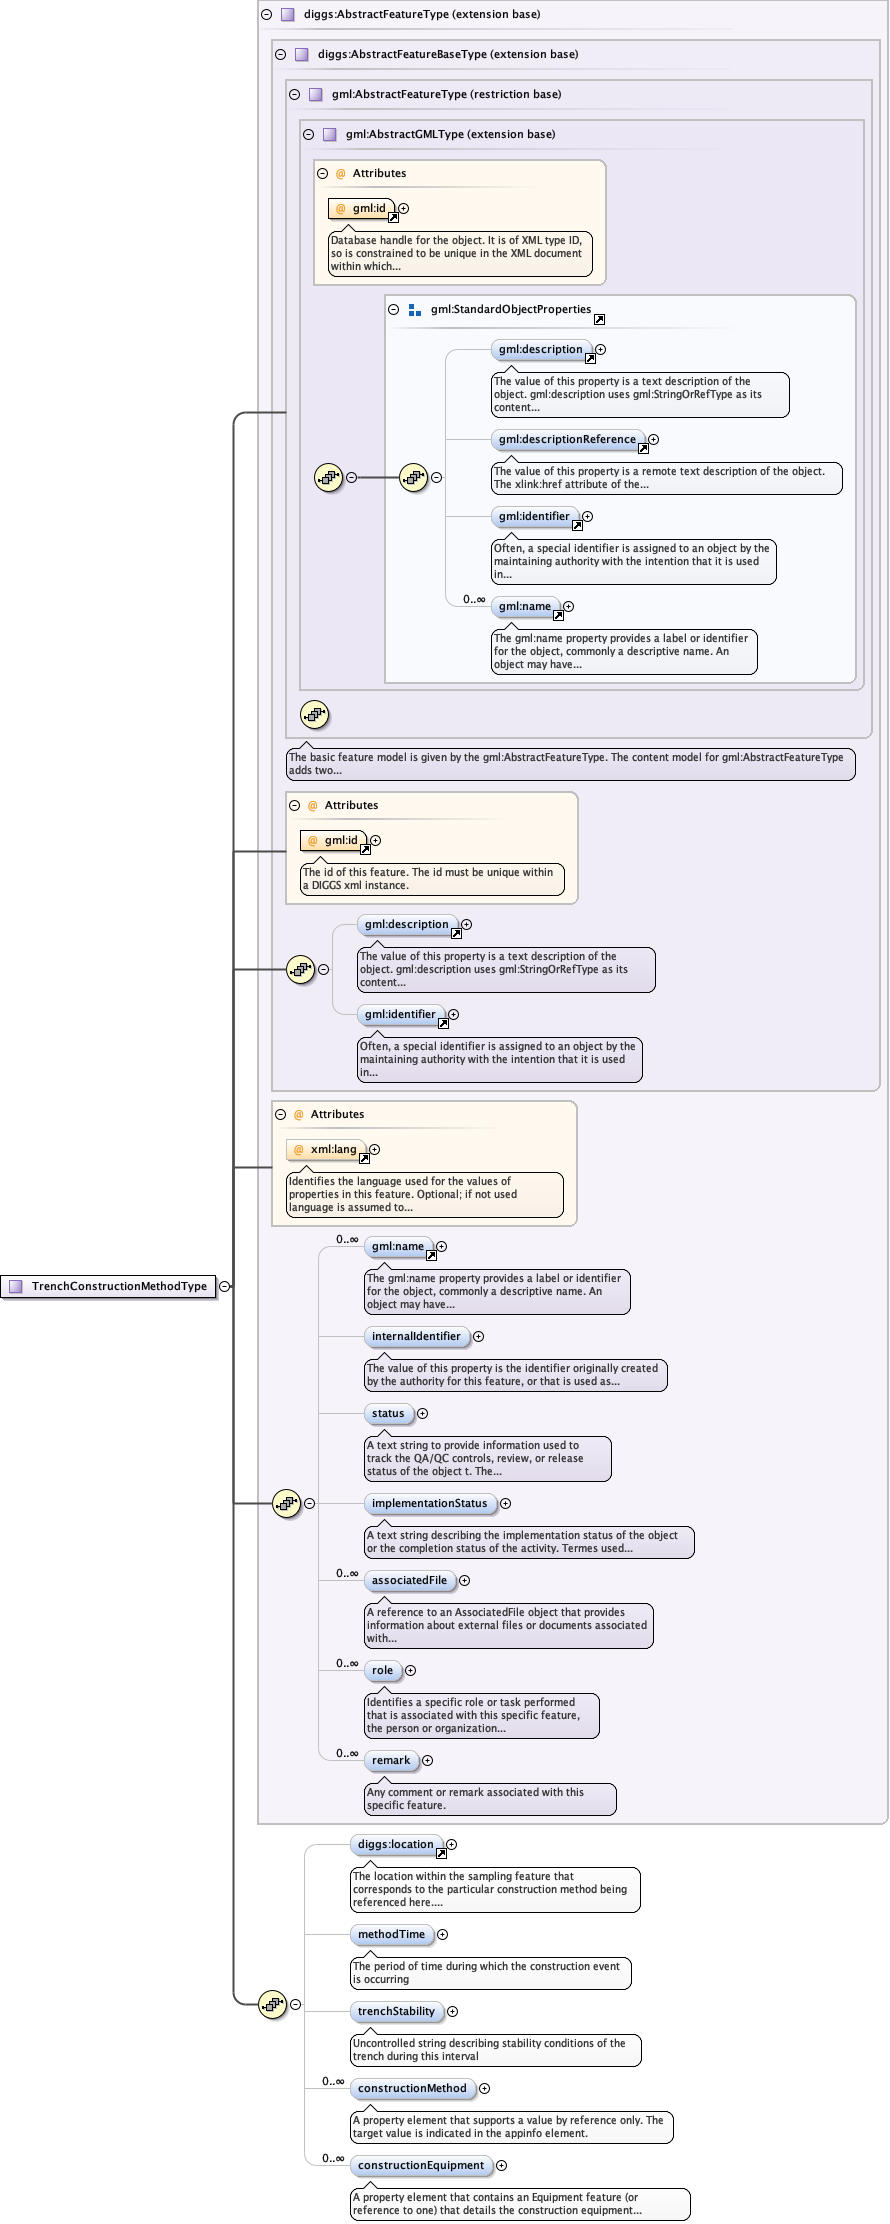 diggs:AbstractFeatureType (extension base)
diggs:AbstractFeatureBaseType (extension base)
gml:AbstractFeatureType (restriction base)
gml:AbstractGMLType (extension base)
@ Attributes
@ gml:id
Database handle for the object. It is of XML type ID,
so is constrained to be unique in the XML document
within which...
gml:StandardObjectProperties
gml:description
The value of this property is a text description of the
object. gml:description uses gml:StringOrRefType as its
content...
gml:descriptionReference
The value of this property is a remote text description of the object.
The xlink:href attribute of the...
gml:identifier
Often, a special identifier is assigned to an object by the
maintaining authority with the intention that it is used
in...
0..∞
gml:name
The gml:name property provides a label or identifier
for the object, commonly a descriptive name. An
object may have...
The basic feature model is given by the gml:AbstractFeatureType. The content model for gml:AbstractFeatureType
adds two...
@ Attributes
@ gml:id
The id of this feature. The id must be unique within
a DIGGS xml instance.
gml:description
The value of this property is a text description of the
object. gml:description uses gml:StringOrRefType as its
content...
gml:identifier
Often, a special identifier is assigned to an object by the
maintaining authority with the intention that it is used
in...
@ Attributes
@ xml:lang
Identifies the language used for the values of
properties in this feature. Optional; if not used
language is assumed to...
TrenchConstructionMethodType
0..∞
gml:name
The gml:name property provides a label or identifier
for the object, commonly a descriptive name. An
object may have...
internalIdentifier
The value of this property is the identifier originally created
by the authority for this feature, or that is used as...
status
A text string to provide information used to
track the QA/QC controls, review, or release
status of the object t. The...
implementationStatus
A text string describing the implementation status of the object
or the completion status of the activity. Termes used...
0..∞
associatedFile
A reference to an AssociatedFile object that provides
information about external files or documents associated
with...
0..∞
role
Identifies a specific role or task performed
that is associated with this specific feature,
the person or organization...
0..∞
remark
Any comment or remark associated with this
specific feature.
diggs:location
The location within the sampling feature that
corresponds to the particular construction method being
referenced here....
methodTime
The period of time during which the construction event
is occurring
trenchStability
Uncontrolled string describing stability conditions of the
trench during this interval
0..∞
constructionMethod
A property element that supports a value by reference only. The
target value is indicated in the appinfo element.
0..∞
constructionEquipment
A property element that contains an Equipment feature (or
reference to one) that details the construction equipment...